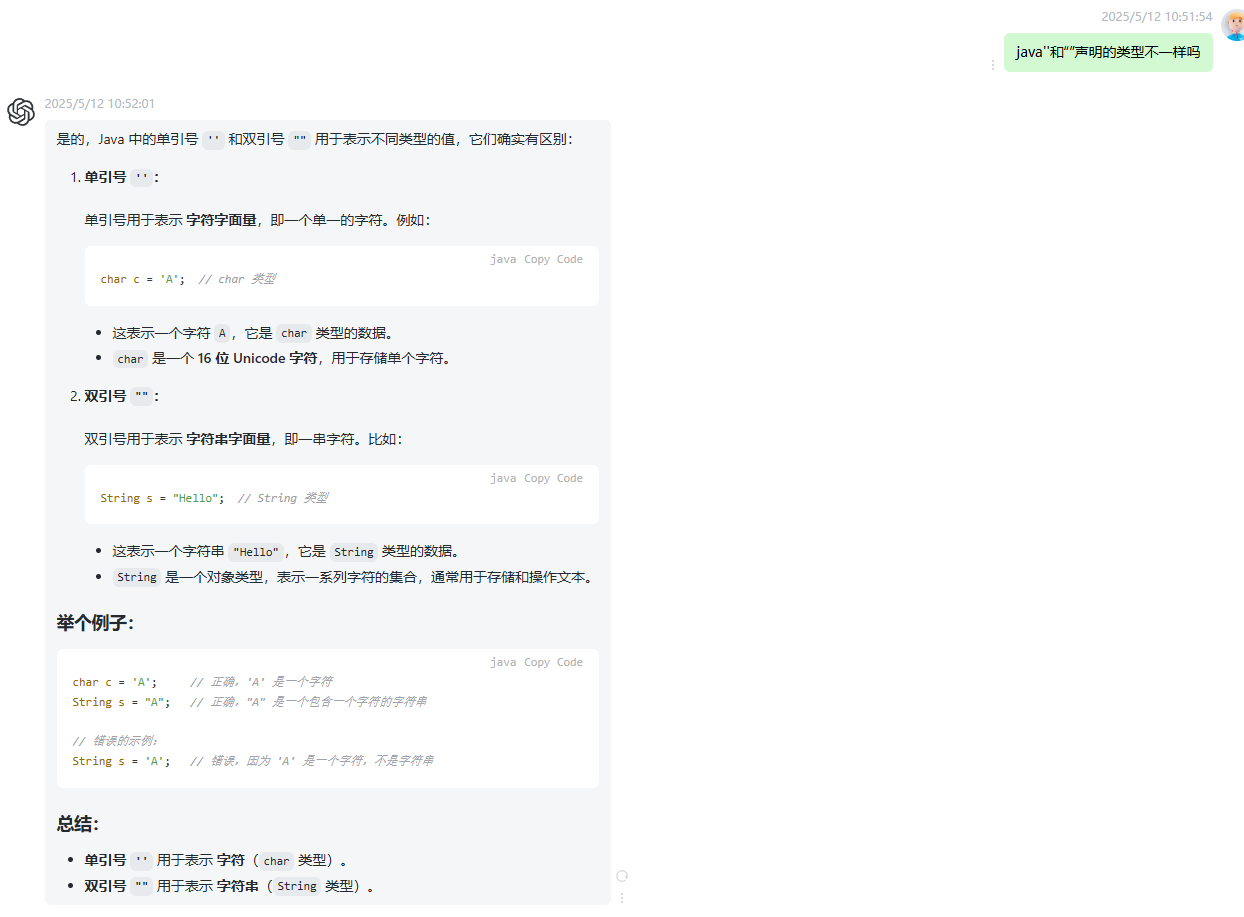 2025/5/12 10:51:54
java''和“”声明的类型不一样吗
2025/5/12 10:52:01
是的，Java 中的单引号 '' 和双引号 "" 用于表示不同类型的值，它们确实有区别：
1. 单引号 '' ：
单引号用于表示 字符字面量，即一个单一的字符。例如：
java Copy Code
char c = 'A';  // char 类型
• 这表示一个字符 A ，它是 char 类型的数据。
• char 是一个 16 位 Unicode 字符，用于存储单个字符。
2. 双引号 "" ：
双引号用于表示 字符串字面量，即一串字符。比如：
java Copy Code
String s = "Hello";  // String 类型
• 这表示一个字符串 "Hello" ，它是 String 类型的数据。
• String 是一个对象类型，表示一系列字符的集合，通常用于存储和操作文本。
举个例子：
java Copy Code
char c = 'A';     // 正确，'A' 是一个字符
String s = "A";   // 正确，"A" 是一个包含一个字符的字符串
// 错误的示例：
String s = 'A';   // 错误，因为 'A' 是一个字符，不是字符串
总结：
• 单引号 '' 用于表示 字符（ char 类型）。
• 双引号 "" 用于表示 字符串（ String 类型）。